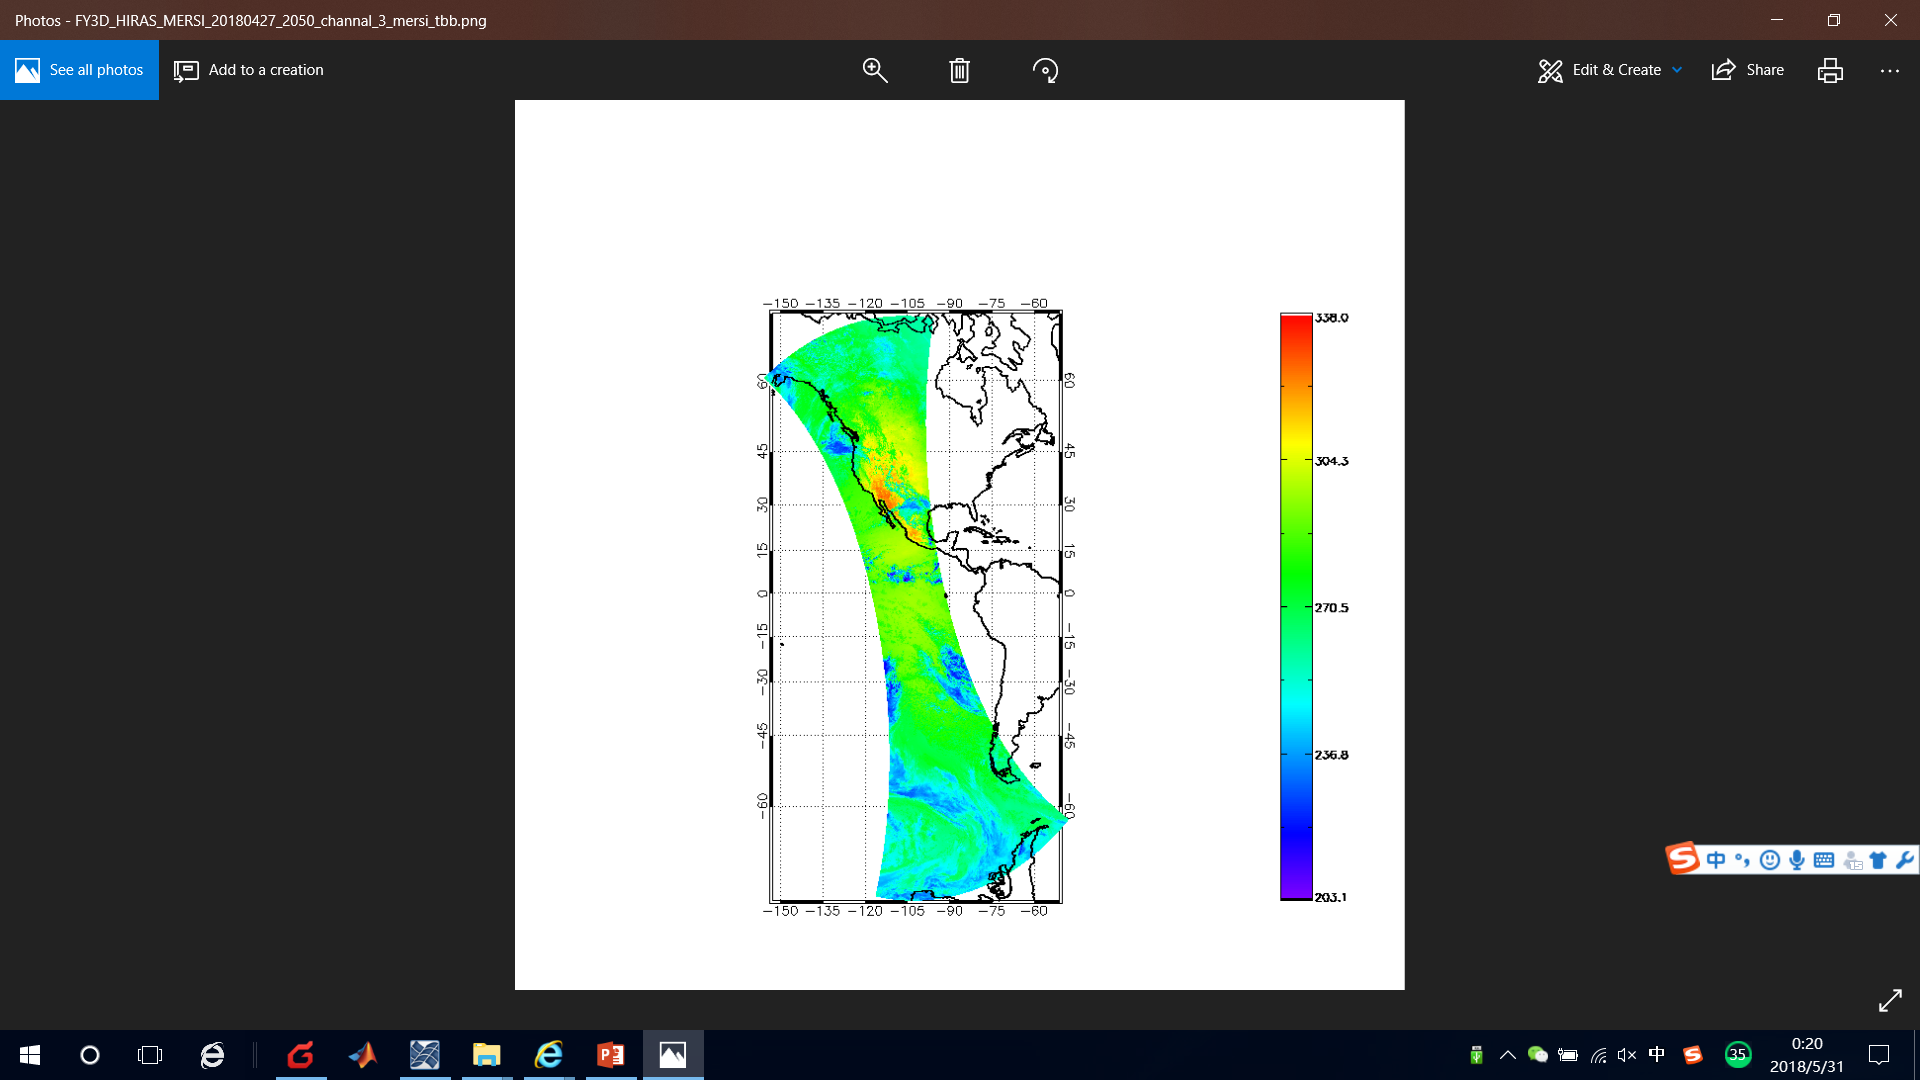 Photos - FY3D_HIRAS_MERSI_20180427_2050_channal_3_mersi_tbb.png
See all photos
Add to a creation
Edit & Create
Share
-150 -135 -120 -105 -90 -75 -60
338.0
60 60
45 45
304.3
30 30
15 15
0 0
270.5
-15 -15
-30 -30
-45 -45
236.8
-60 -60
203.1
-150 -135 -120 -105 -90 -75 -60
中
中
35
0:20
2018/5/31